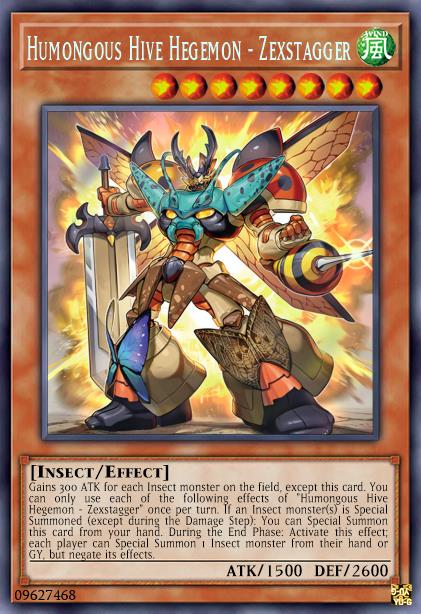 Humongous Hive Hegemon - Zexstagger
WIND
風
[Insect/Effect]
Gains 300 ATK for each Insect monster on the field, except this card. You
can only use each of the following effects of "Humongous Hive
Hegemon - Zexstagger" once per turn. If an Insect monster(s) is Special
Summoned (except during the Damage Step): You can Special Summon
this card from your hand. During the End Phase: Activate this effect;
each player can Special Summon 1 Insect monster from their hand or
GY, but negate its effects.
ATK/1500 DEF/2600
09627468